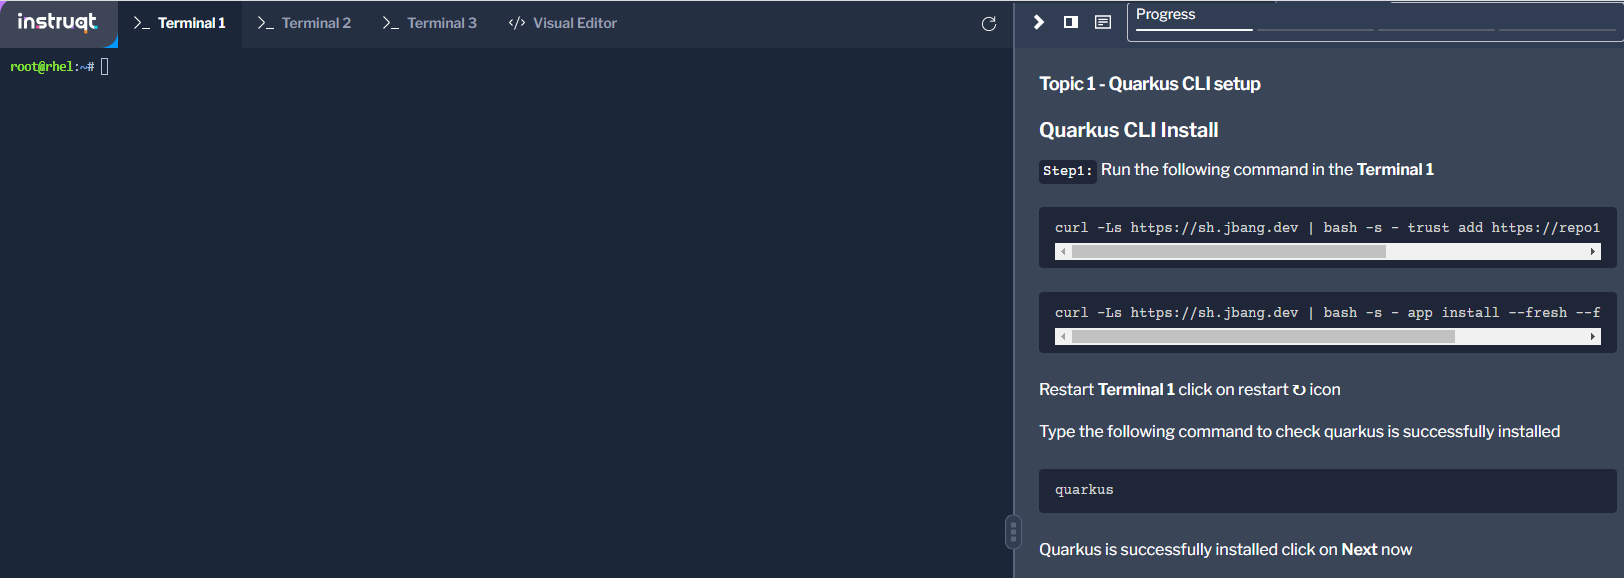 instruqt
>_ Terminal 1
>_ Terminal 2
>_ Terminal 3
</> Visual Editor
Progress
root@rhel:~#
Topic 1 - Quarkus CLI setup
Quarkus CLI Install
Step1: Run the following command in the Terminal 1
curl -Ls https://sh.jbang.dev | bash -s - trust add https://repo1
curl -Ls https://sh.jbang.dev | bash -s - app install --fresh --f
Restart Terminal 1 click on restart ↻ icon
Type the following command to check quarkus is successfully installed
quarkus
Quarkus is successfully installed click on Next now